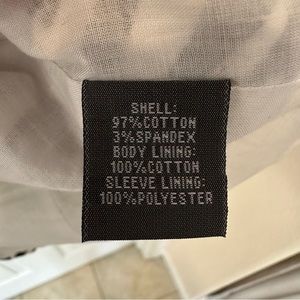 SHELL:
97%COTTON
3%SPANDEX
BODY LINING:
100%COTTON
SLEEVE LINING:
100%POLYESTER